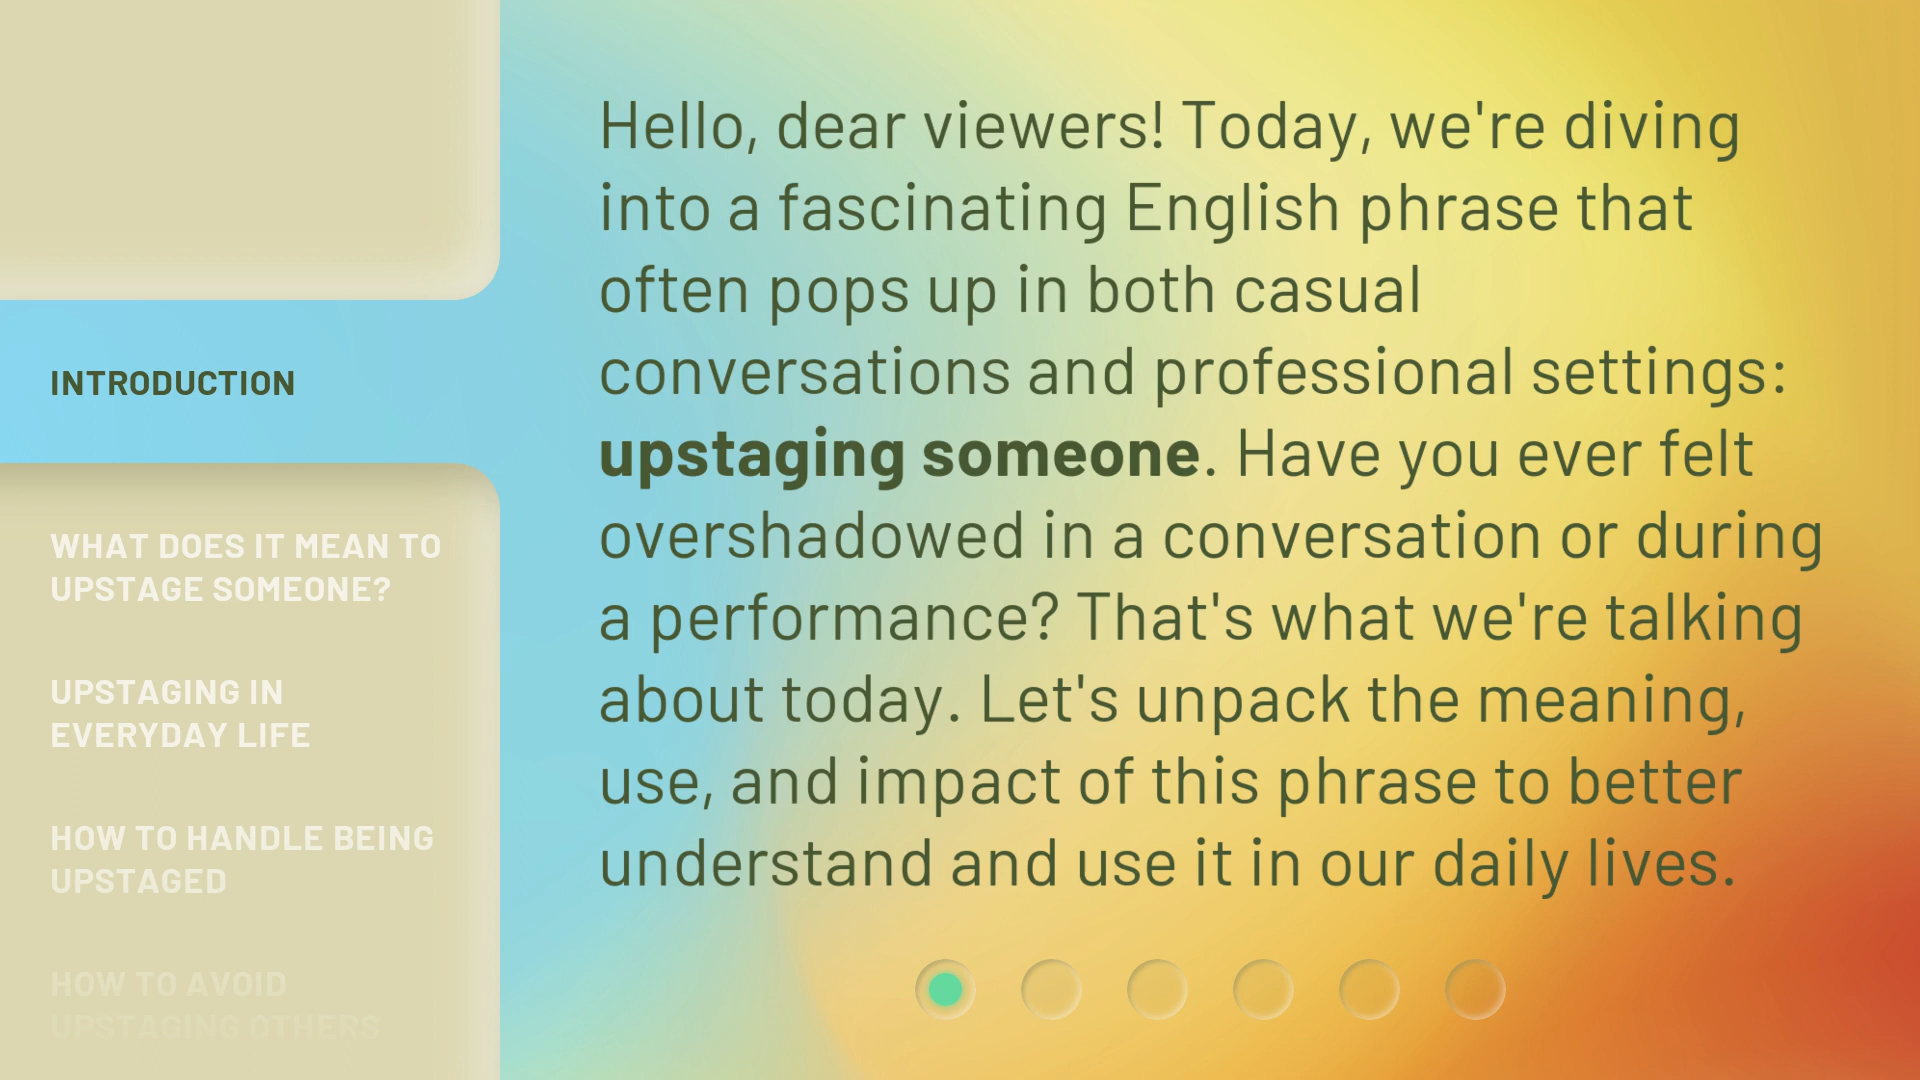 INTRODUCTION
WHAT DOES IT MEAN TO
UPSTAGE SOMEONE?
UPSTAGING IN
EVERYDAY LIFE
HOW TO HANDLE BEING
UPSTAGED
HOW TO AVOID
UPSTAGING OTHERS
Hello, dear viewers! Today, we're diving
into a fascinating English phrase that
often pops up in both casual
conversations and professional settings:
upstaging someone. Have you ever felt
overshadowed in a conversation or during
a performance? That's what we're talking
about today. Let's unpack the meaning,
use, and impact of this phrase to better
understand and use it in our daily lives.